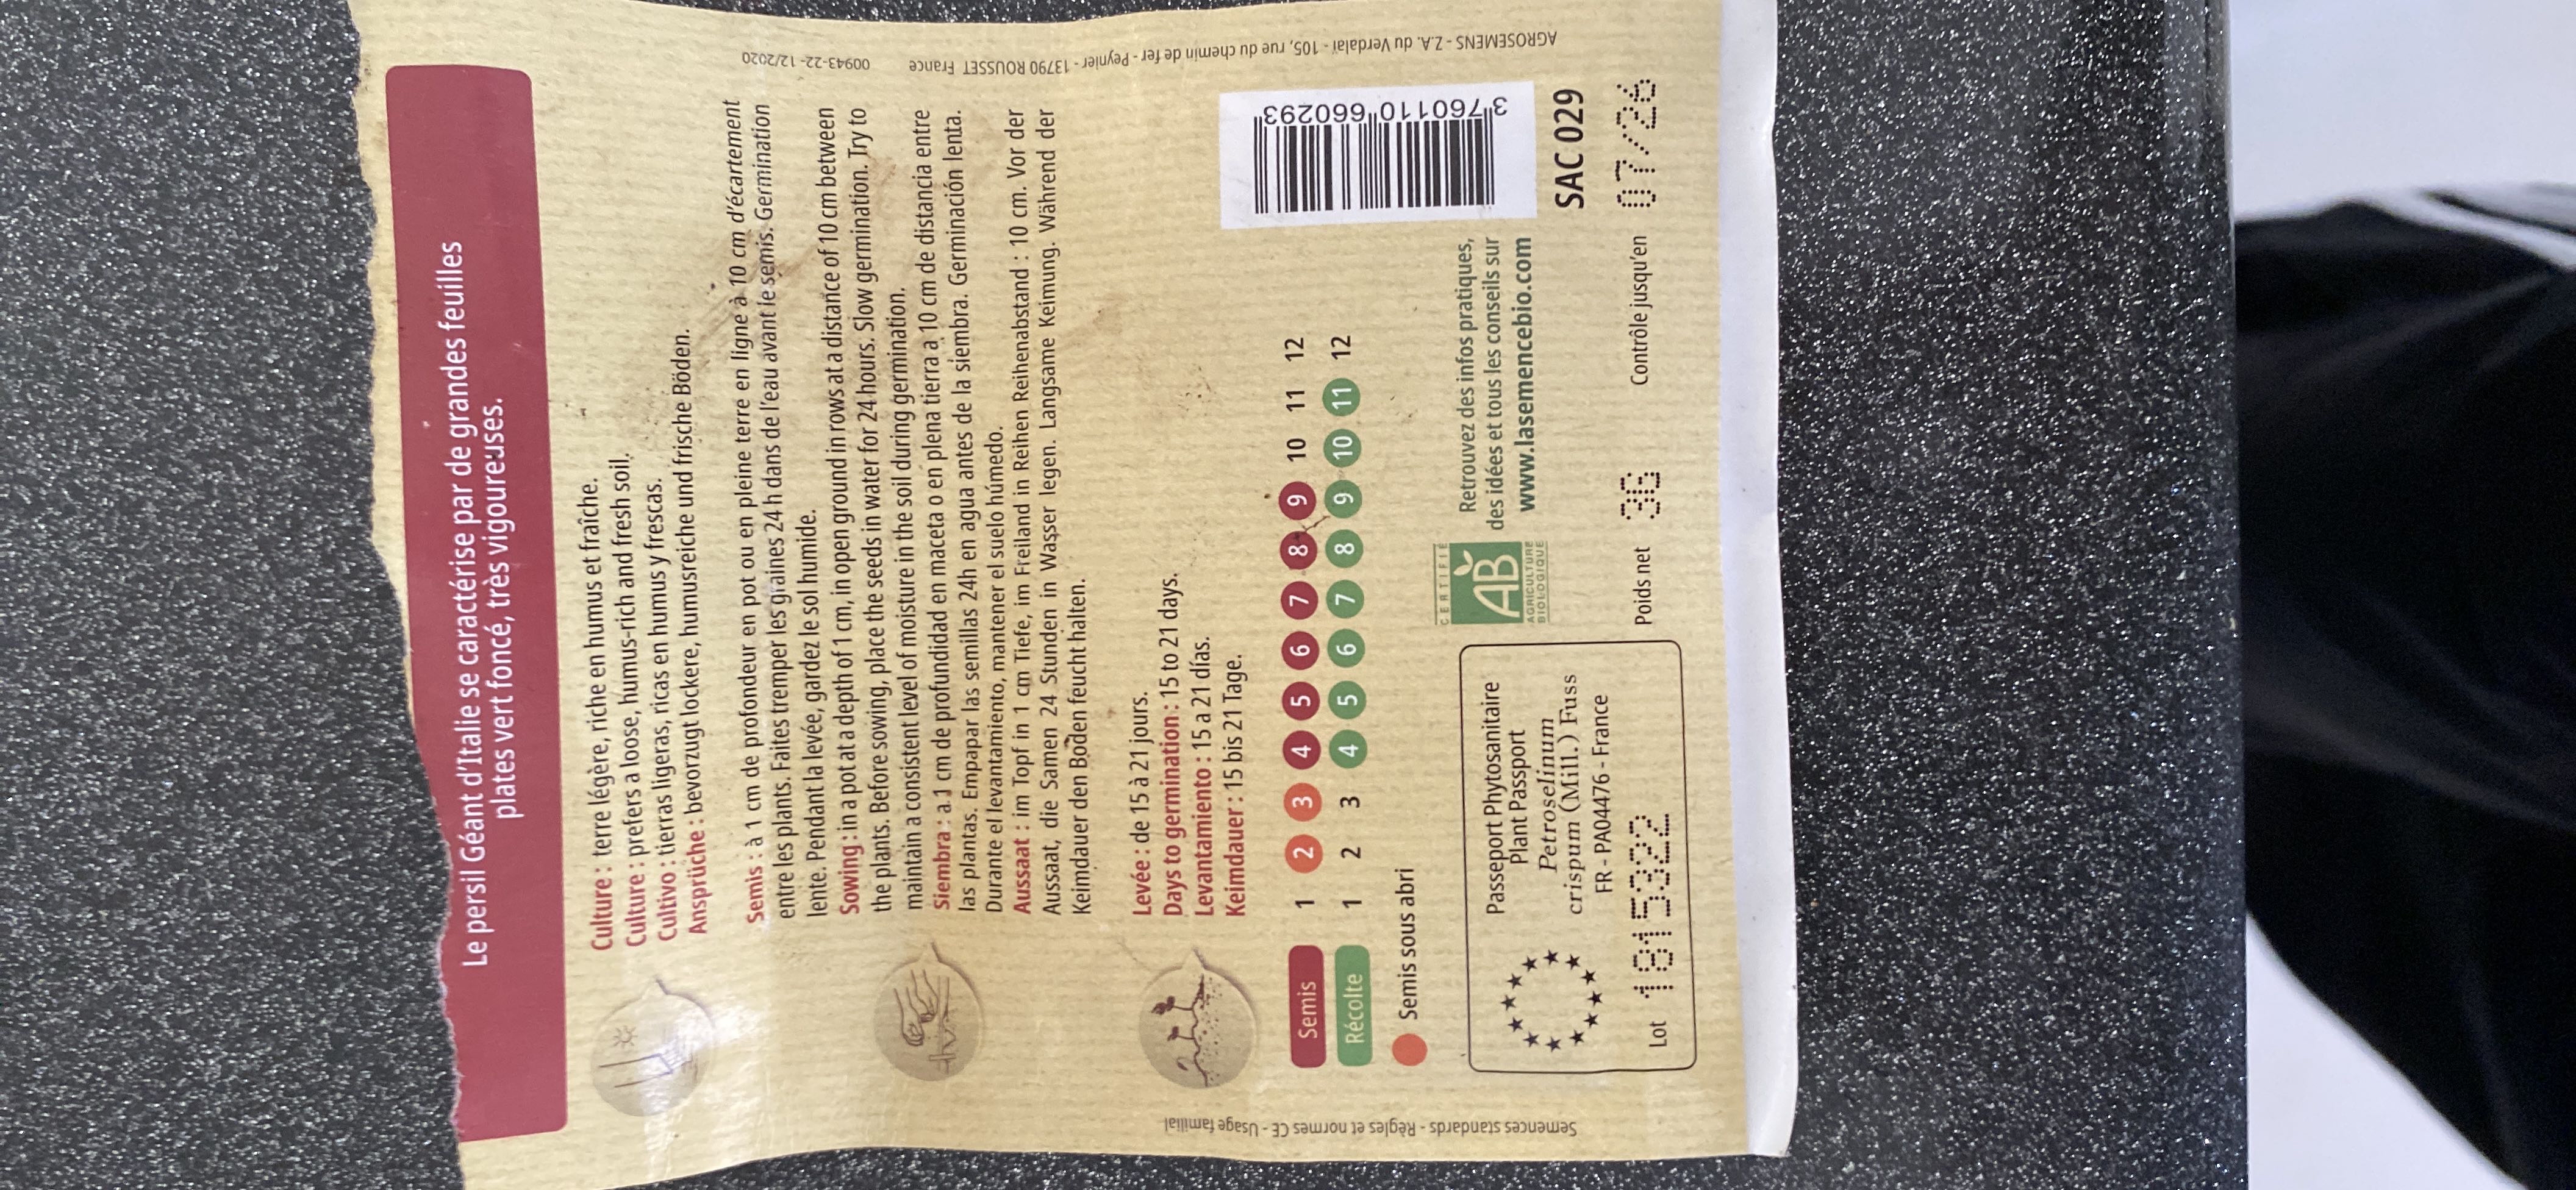 Le persil Géant d'Italie se caractérise par de grandes feuilles
plates vert foncé, très vigoureuses.
Culture : terre légère, riche en humus et fraîche.
Culture : prefers a loose, humus-rich and fresh soil.
Cultivo : tierras ligeras, ricas en humus y frescas.
Ansprüche : bevorzugt lockere, humusreiche und frische Böden.
Semis : à 1 cm de profondeur en pot ou en pleine terre en ligne à 10 cm d'écartement
entre les plants. Faites tremper les graines 24 h dans de l'eau avant le semis. Germination
lente. Pendant la levée, gardez le sol humide.
Sowing : in a pot at a depth of 1 cm, in open ground in rows at a distance of 10 cm between
the plants. Before sowing, place the seeds in water for 24 hours. Slow germination. Try to
maintain a consistent level of moisture in the soil during germination.
Siembra : a 1 cm de profundidad en maceta o en plena tierra a 10 cm de distancia entre
las plantas. Empapar las semillas 24h en agua antes de la siembra. Germinación lenta.
Durante el levantamiento, mantener el suelo húmedo.
Aussaat : im Topf in 1 cm Tiefe, im Freiland in Reihen Reihenabstand : 10 cm. Vor der
Aussaat, die Samen 24 Stunden in Wasser legen. Langsame Keimung. Während der
Keimdauer den Boden feucht halten.
Levée : de 15 à 21 jours.
Days to germination : 15 to 21 days.
Levantamiento : 15 a 21 días.
Keimdauer : 15 bis 21 Tage.
Semis 1 2 3 4 5 6 7 8 9 10 11 12
Récolte 1 2 3 4 5 6 7 8 9 10 11 12
Semis sous abri
CERTIFIÉ
AB
AGRICULTURE
BIOLOGIQUE
Retrouvez des infos pratiques,
des idées et tous les conseils sur
www.lasemencebio.com
3 760110 660293
SAC 029
Passeport Phytosanitaire
Plant Passport
Petroselinum
crispum (Mill.) Fuss
FR - PA04476 - France
Lot 1815322
Poids net 3G
Contrôle jusqu'en 07/26
Semences standards - Règles et normes CE - Usage familial
AGROSEMENS - Z.A. du Verdalaï - 105, rue du chemin de fer - Peynier - 13790 ROUSSET France
00943-22- 12/2020